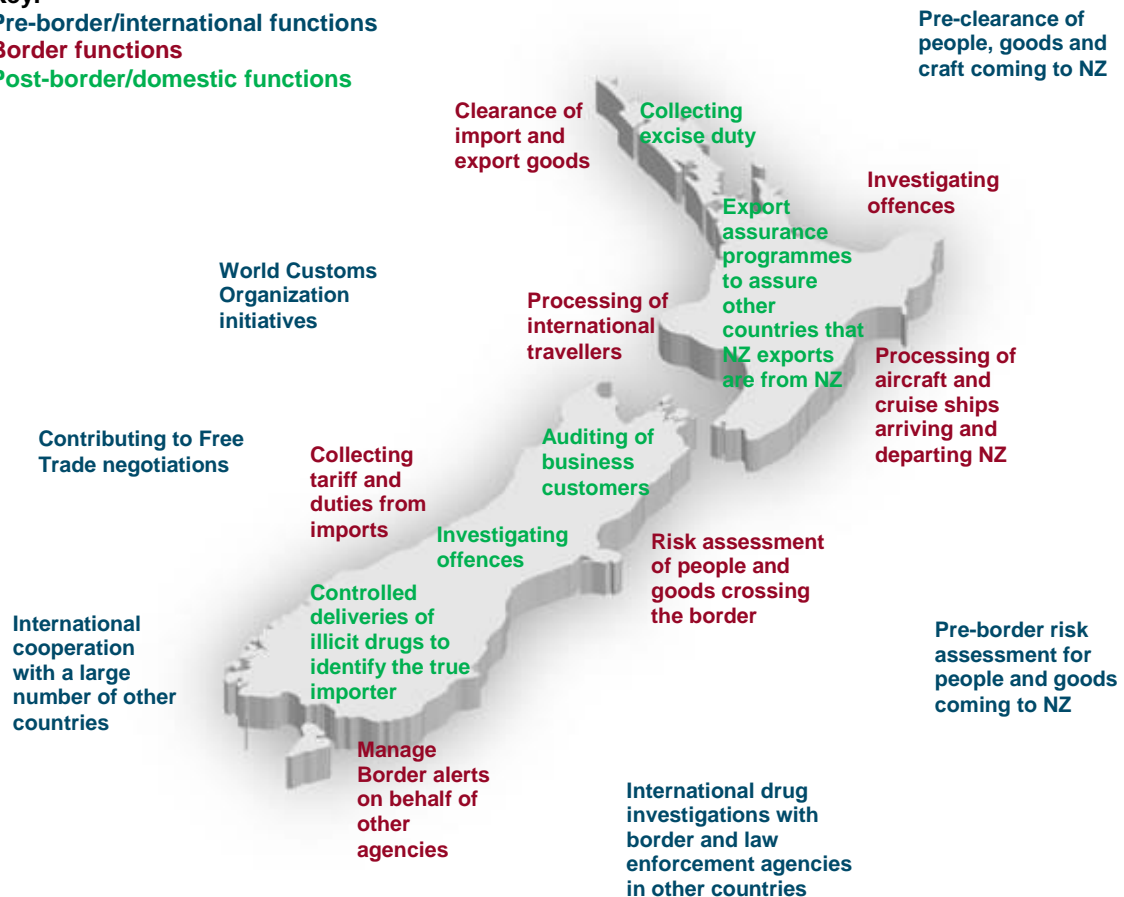 Key:
Pre-border/international functions
Border functions
Post-border/domestic functions
Pre-clearance of
people, goods and
craft coming to NZ
Clearance of
import and
export goods
Collecting
excise duty
Investigating
offences
Export
assurance
programmes
to assure
other
countries that
NZ exports
are from NZ
World Customs
Organization
initiatives
Processing of
international
travellers
Processing of
aircraft and
cruise ships
arriving and
departing NZ
Contributing to Free
Trade negotiations
Collecting
tariff and
duties from
imports
Auditing of
business
customers
Investigating
offences
Risk assessment
of people and
goods crossing
the border
Controlled
deliveries of
illicit drugs to
identify the true
importer
International
cooperation
with a large
number of other
countries
Pre-border risk
assessment for
people and goods
coming to NZ
Manage
Border alerts
on behalf of
other
agencies
International drug
investigations with
border and law
enforcement agencies
in other countries